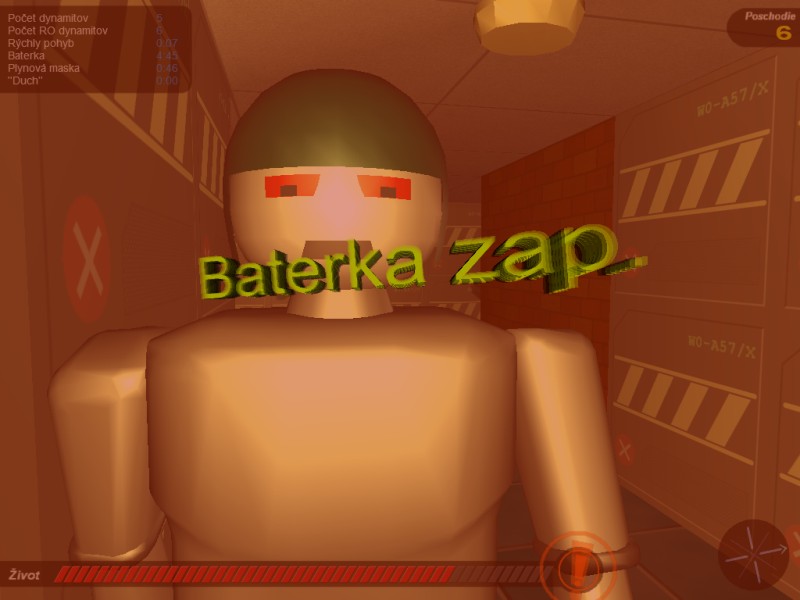 Počet dynamitov 6
Počet RO dynamitov 6
Rýchly pohyb 0:07
Baterka 4:45
Plynová maska 0:46
"Duch" 0:00
Poschodie
6
WO-A57/X
Baterka zap.
WO-A57/X
Život